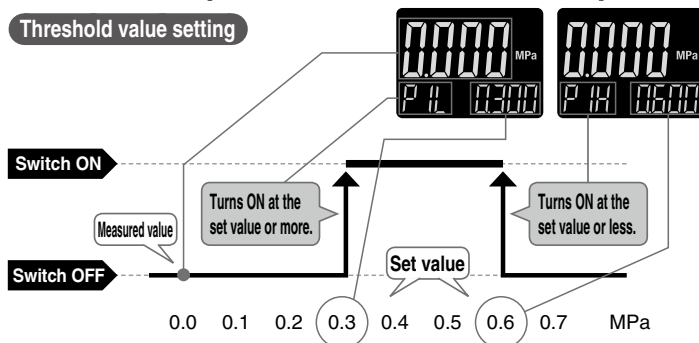 Threshold value setting
0.000 MPa
P 1L 0.300
0.000 MPa
P 1H 0.600
Switch ON
Turns ON at the
set value or more.
Turns ON at the
set value or less.
Measured value
Set value
Switch OFF
0.0 0.1 0.2 0.3 0.4 0.5 0.6 0.7 MPa